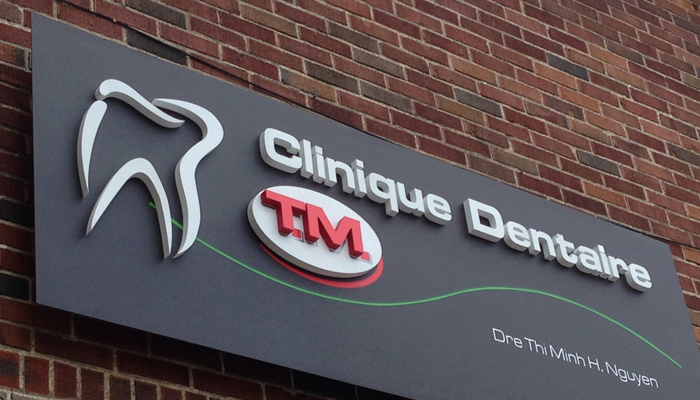 Clinique Dentaire
T.M.
Dre Thi Minh H. Nguyen